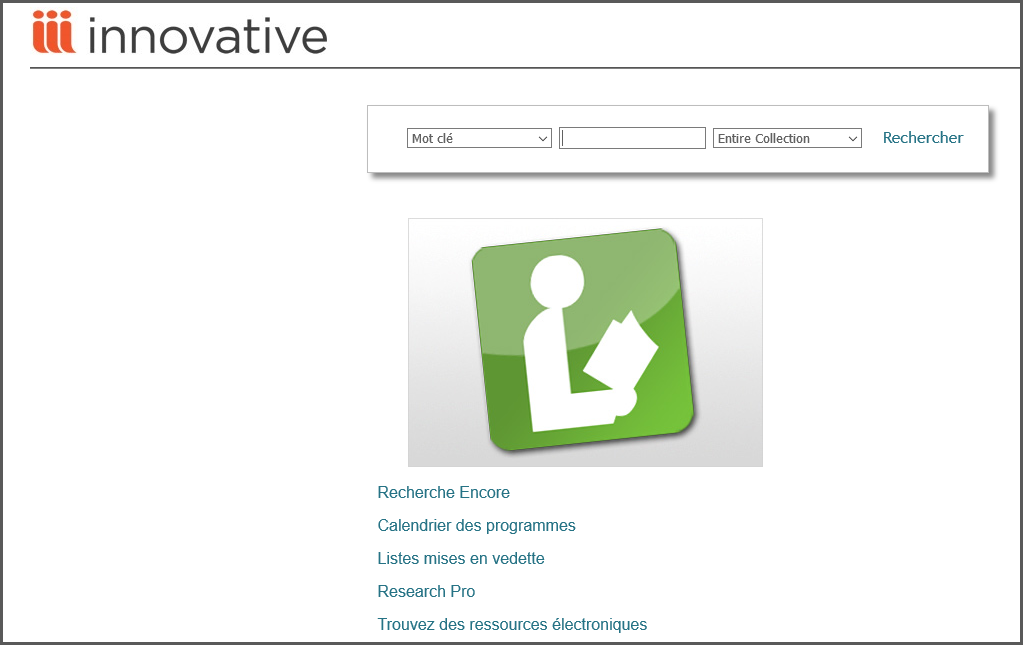 innovative
Mot clé Entire Collection Rechercher
Recherche Encore
Calendrier des programmes
Listes mises en vedette
Research Pro
Trouvez des ressources électroniques